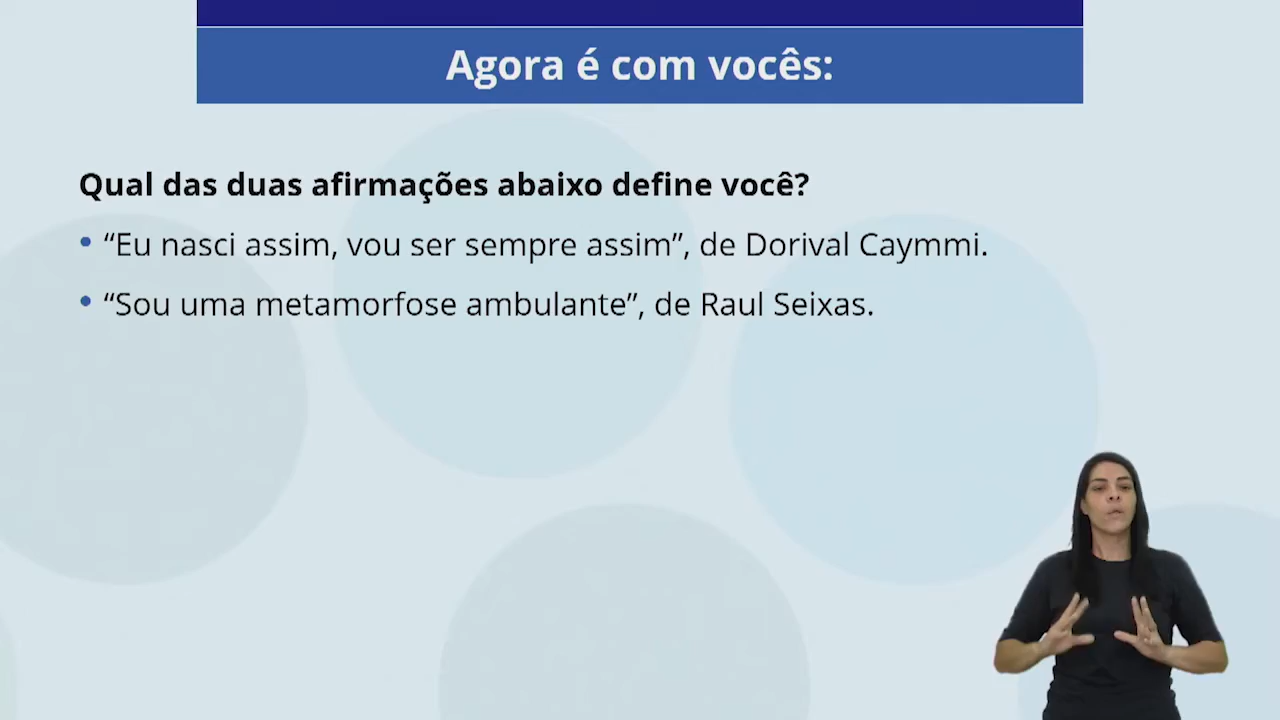 Agora é com vocês:
Qual das duas afirmações abaixo define você?
• “Eu nasci assim, vou ser sempre assim”, de Dorival Caymmi.
• “Sou uma metamorfose ambulante”, de Raul Seixas.